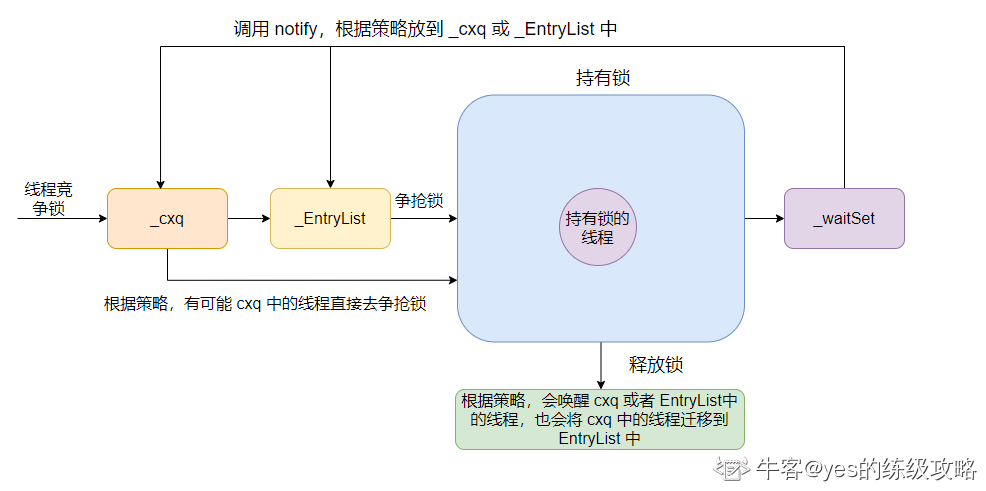 调用 notify，根据策略放到 _cxq 或 _EntryList 中
持有锁
线程竞
争锁
_cxq
_EntryList
争抢锁
持有锁的
线程
_waitSet
根据策略，有可能 cxq 中的线程直接去争抢锁
释放锁
根据策略，会唤醒 cxq 或者 EntryList中
的线程，也会将 cxq 中的线程迁移到
EntryList 中
牛客@yes的练级攻略